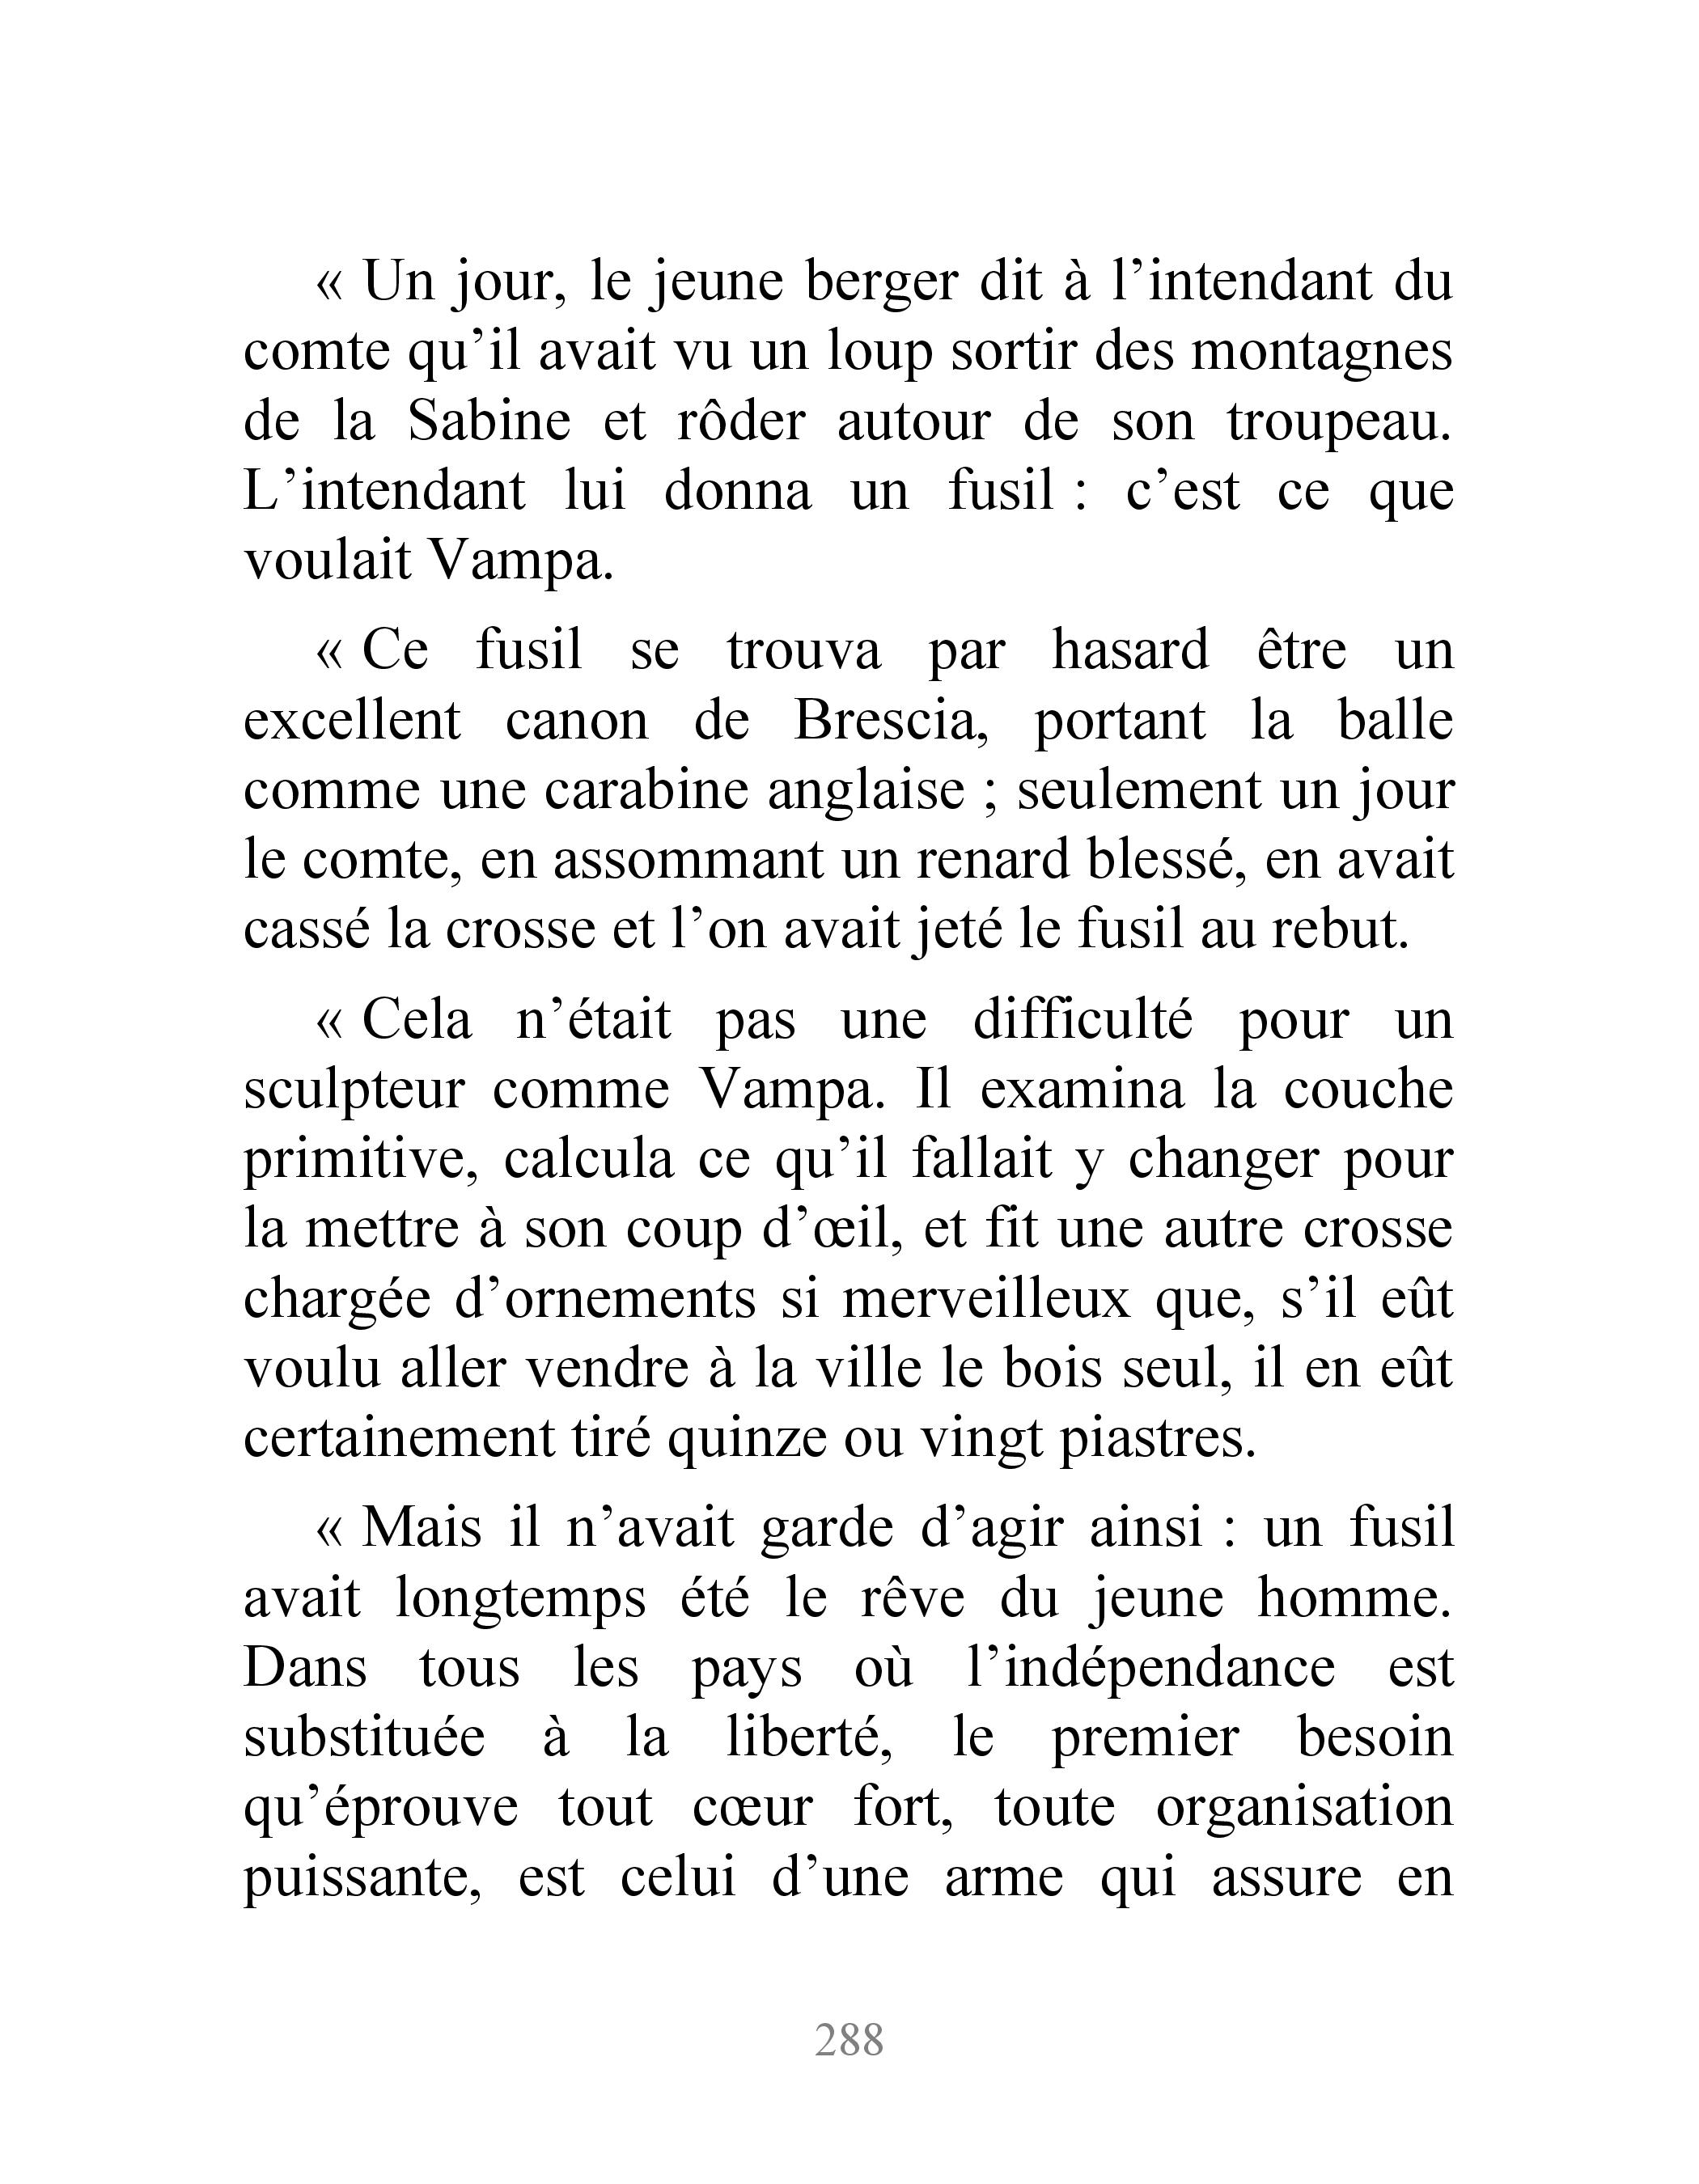 « Un jour, le jeune berger dit à l’intendant du
comte qu’il avait vu un loup sortir des montagnes
de la Sabine et rôder autour de son troupeau.
L’intendant lui donna un fusil : c’est ce que
voulait Vampa.
« Ce fusil se trouva par hasard être un
excellent canon de Brescia, portant la balle
comme une carabine anglaise ; seulement un jour
le comte, en assommant un renard blessé, en avait
cassé la crosse et l’on avait jeté le fusil au rebut.
« Cela n’était pas une difficulté pour un
sculpteur comme Vampa. Il examina la couche
primitive, calcula ce qu’il fallait y changer pour
la mettre à son coup d’œil, et fit une autre crosse
chargée d’ornements si merveilleux que, s’il eût
voulu aller vendre à la ville le bois seul, il en eût
certainement tiré quinze ou vingt piastres.
« Mais il n’avait garde d’agir ainsi : un fusil
avait longtemps été le rêve du jeune homme.
Dans tous les pays où l’indépendance est
substituée à la liberté, le premier besoin
qu’éprouve tout cœur fort, toute organisation
puissante, est celui d’une arme qui assure en
288